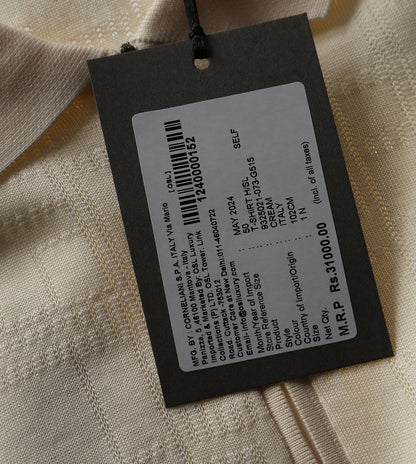 [ OSL ]
1240000152
MFG. BY : CORNELIANI S.P.A. ITALY Via Mario
Panizza, 5 46100 Mantova - Italy
Imported & Marketed By: OSL Luxury
Collections (P) LTD. OSL Tower, Link
Road, Cuttack -753012
Customer Care at New Delhi:011-46040722
Email- info@osluxury.com
Month/Year of Import : MAY 2024 SELF
Store Reference Size : 50
Product : T-SHIRT H/SL
Style : 9325021-073-G515
Colour : CREAM
Country of Import/Origin : ITALY
Size : 102CM
Net Qty. : 1 N
M.R.P Rs.31000.00 (Incl. of all taxes)